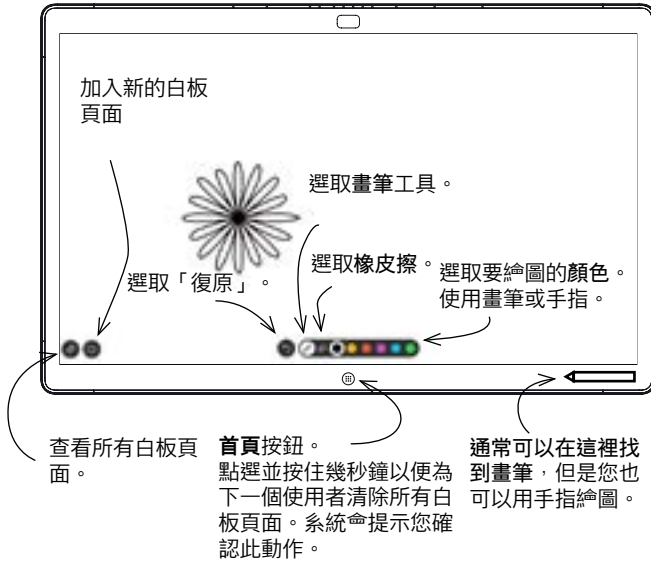 加入新的白板
頁面
選取畫筆工具。
選取橡皮擦。
選取「復原」。
選取要繪圖的顏色。
使用畫筆或手指。
查看所有白板頁
面。
首頁按鈕。
點選並按住幾秒鐘以便為
下一個使用者清除所有白
板頁面。系統會提示您確
認此動作。
通常可以在這裡找
到畫筆，但是您也
可以用手指繪圖。